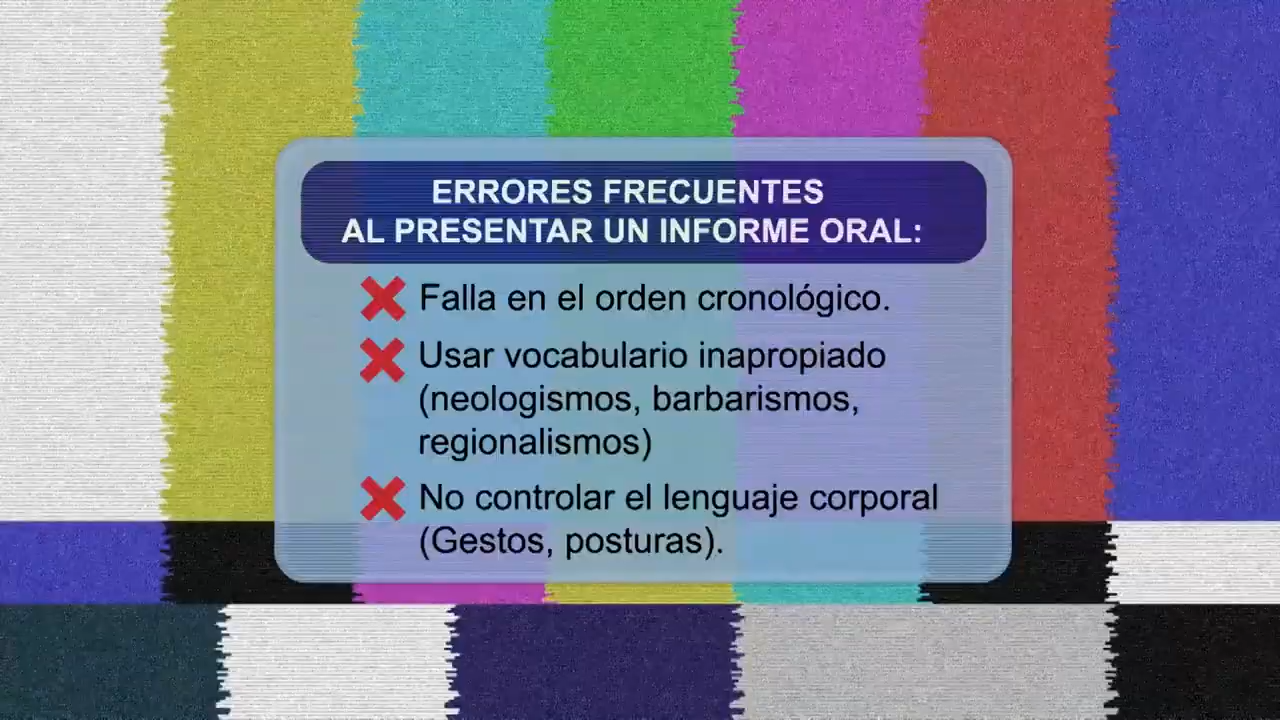 ERRORES FRECUENTES
AL PRESENTAR UN INFORME ORAL:
Falla en el orden cronológico.
Usar vocabulario inapropiado
(neologismos, barbarismos,
regionalismos)
No controlar el lenguaje corporal
(Gestos, posturas).